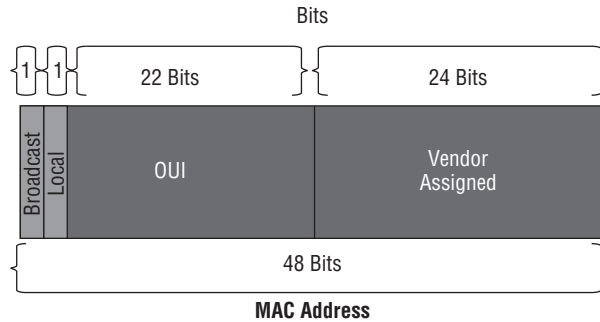 Bits
1
1
22 Bits
24 Bits
Broadcast
Local
OUI
Vendor
Assigned
48 Bits
MAC Address